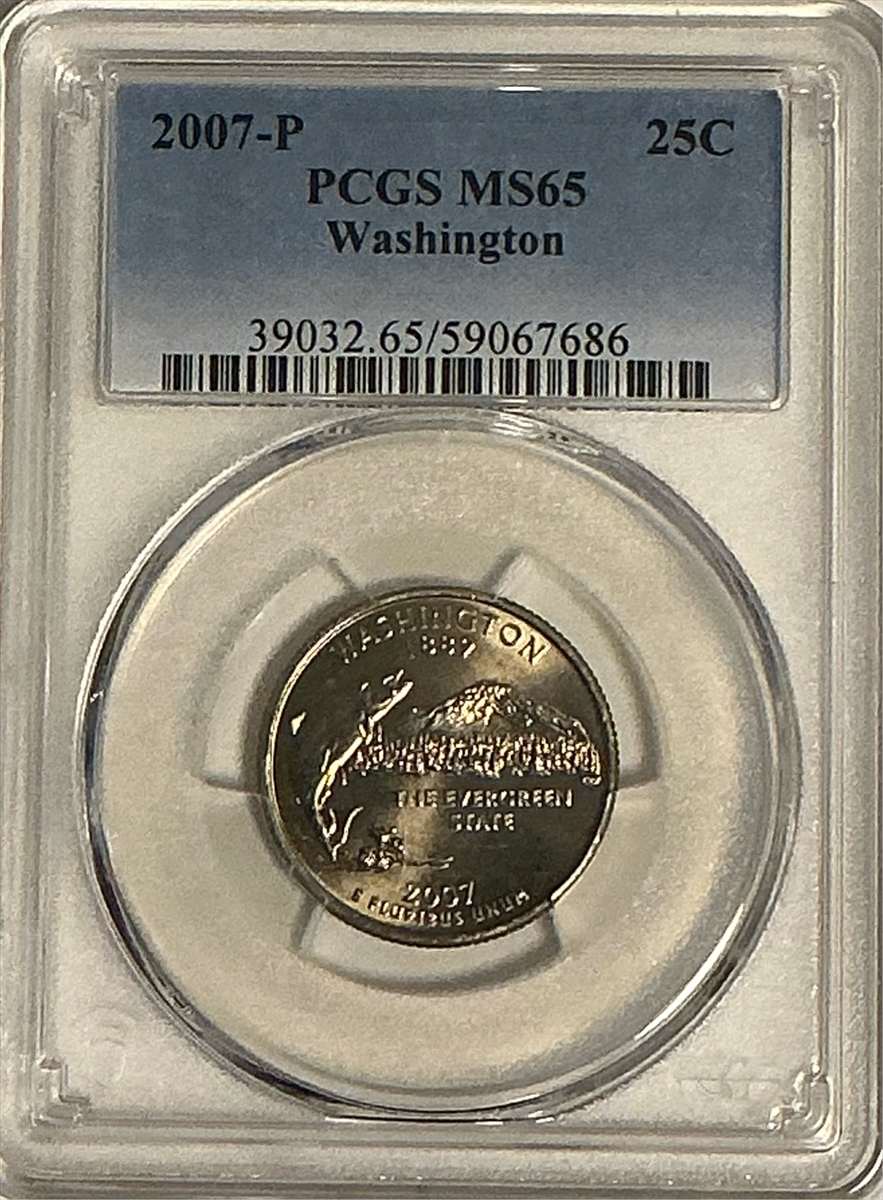 2007-P 25C
PCGS MS65
Washington
39032.65/59067686
WASHINGTON
1889
THE EVERGREEN
STATE
2007
E PLURIBUS UNUM